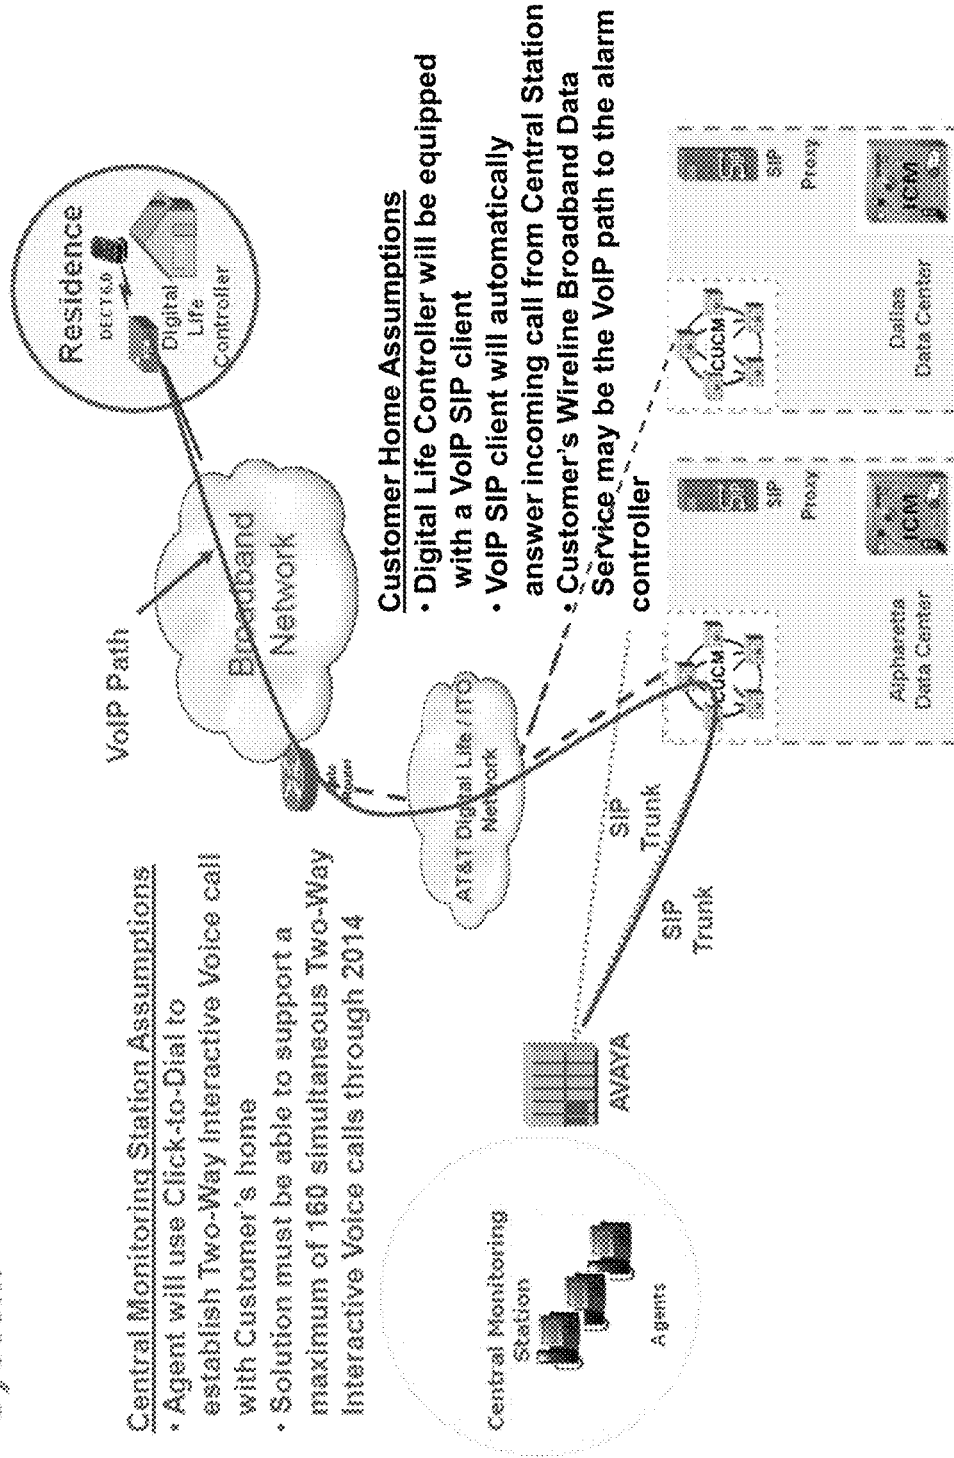 Central Monitoring Station Assumptions
• Agent will use Click-to-Dial to
establish Two-Way Interactive Voice call
with Customer's home
• Solution must be able to support a
maximum of 160 simultaneous Two-Way
Interactive Voice calls through 2014
VoIP Path
Broadband
Network
Residence
DECT 6.0
Digital
Life
Controller
Customer Home Assumptions
• Digital Life Controller will be equipped
with a VoIP SIP client
• VoIP SIP client will automatically
answer incoming call from Central Station
• Customer's Wireline Broadband Data
Service may be the VoIP path to the alarm
controller
AT&T Digital Life / ITO
Network
Central Monitoring
Station
Agents
AVAYA
SIP
Trunk
SIP
Trunk
CUCM
SIP
Proxy
Alpharetta
Data Center
ICM
CUCM
SIP
Proxy
Dallas
Data Center
ICM